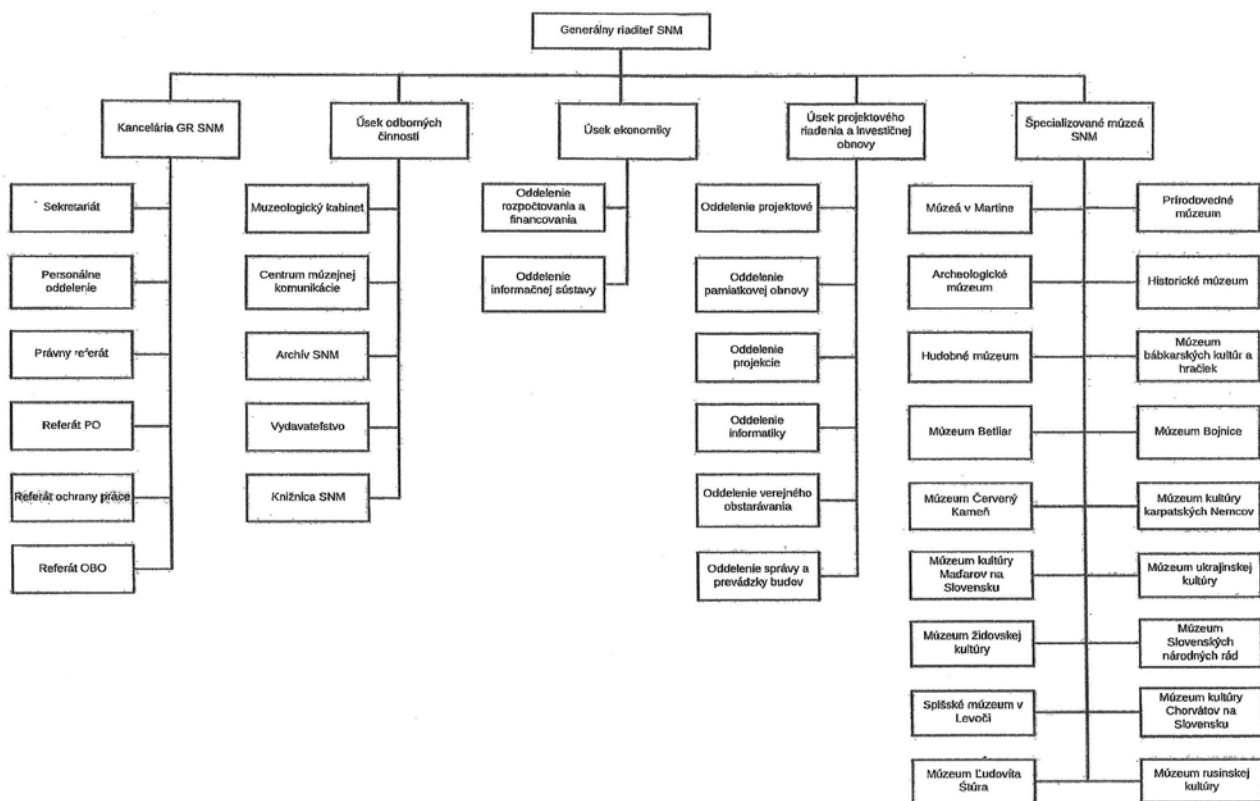 Generálny riaditeľ SNM
Kancelária GR SNM
Úsek odborných
činností
Úsek ekonomiky
Úsek projektového
riadenia a investičnej
obnovy
Špecializované múzeá
SNM
Sekretariát
Personálne
oddelenie
Právny referát
Referát PO
Referát ochrany práce
Referát OBO
Muzeologický kabinet
Centrum múzejnej
komunikácie
Archív SNM
Vydavateľstvo
Knižnica SNM
Oddelenie
rozpočtovania a
financovania
Oddelenie
informačnej sústavy
Oddelenie projektové
Oddelenie
pamiatkovej obnovy
Oddelenie
projekcie
Oddelenie
informatiky
Oddelenie verejného
obstarávania
Oddelenie správy a
prevádzky budov
Múzeá v Martine
Prírodovedné
múzeum
Archeologické
múzeum
Historické múzeum
Hudobné múzeum
Múzeum
bábkarských kultúr a
hračiek
Múzeum Betliar
Múzeum Bojnice
Múzeum Červený
Kameň
Múzeum kultúry
karpatských Nemcov
Múzeum kultúry
Maďarov na
Slovensku
Múzeum ukrajinskej
kultúry
Múzeum židovskej
kultúry
Múzeum
Slovenských
národných rád
Spišské múzeum v
Levoči
Múzeum kultúry
Chorvátov na
Slovensku
Múzeum Ľudovíta
Štúra
Múzeum rusínskej
kultúry